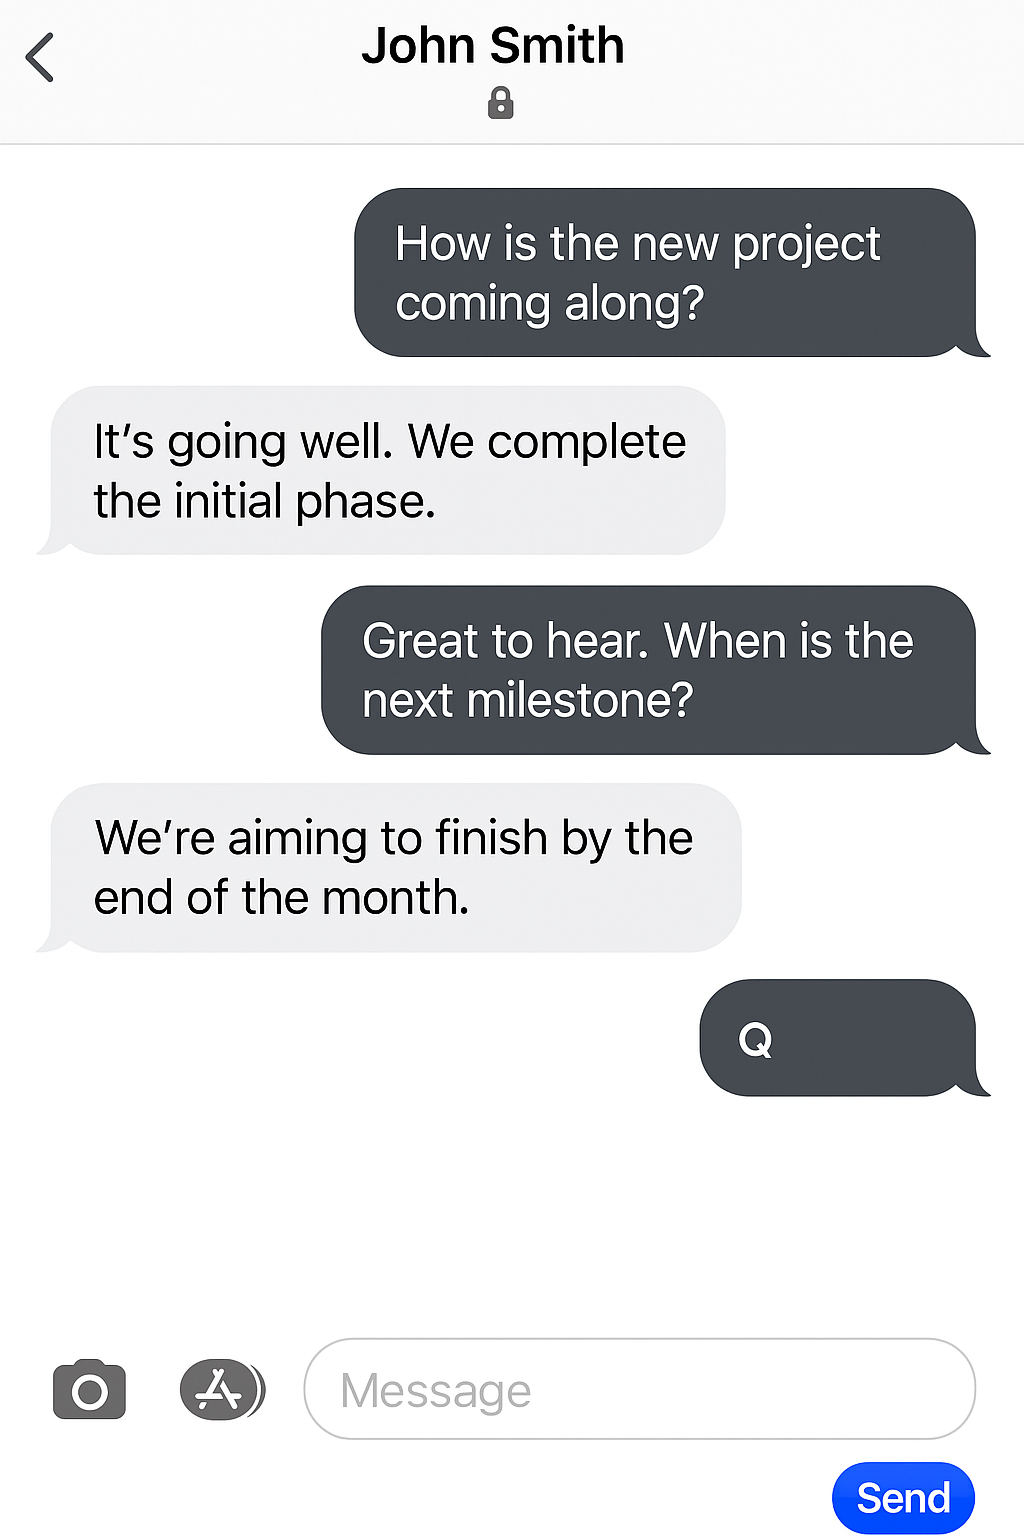 John Smith
How is the new project
coming along?
It’s going well. We complete
the initial phase.
Great to hear. When is the
next milestone?
We’re aiming to finish by the
end of the month.
Q
Message
Send